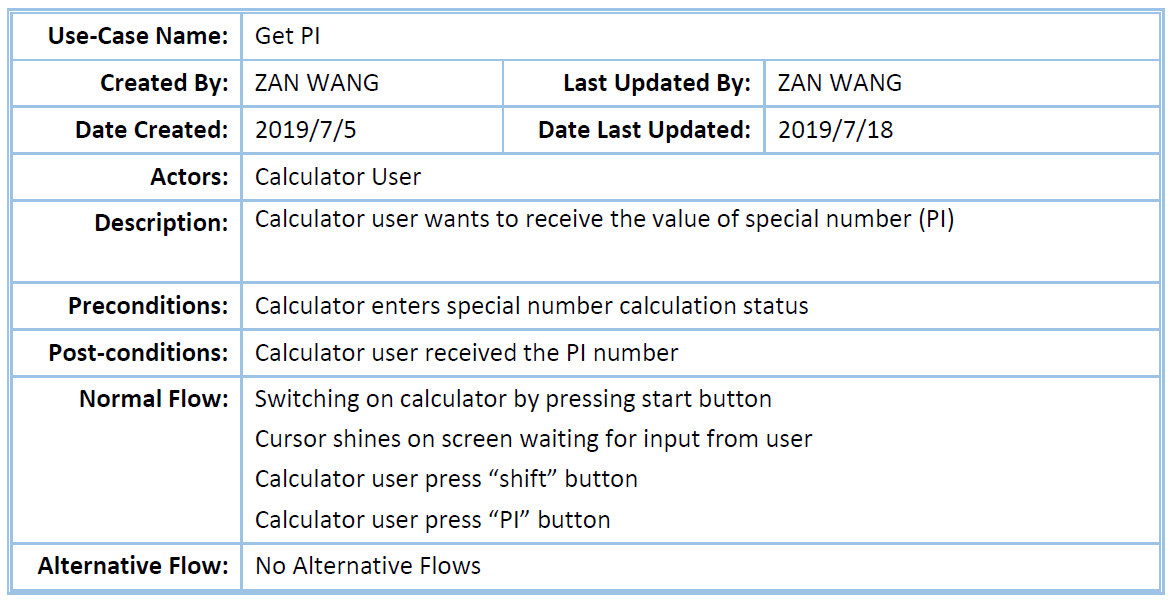 Use-Case Name: Get PI
Created By: ZAN WANG Last Updated By: ZAN WANG
Date Created: 2019/7/5 Date Last Updated: 2019/7/18
Actors: Calculator User
Description: Calculator user wants to receive the value of special number (PI)
Preconditions: Calculator enters special number calculation status
Post-conditions: Calculator user received the PI number
Normal Flow: Switching on calculator by pressing start button
Cursor shines on screen waiting for input from user
Calculator user press “shift” button
Calculator user press “PI” button
Alternative Flow: No Alternative Flows